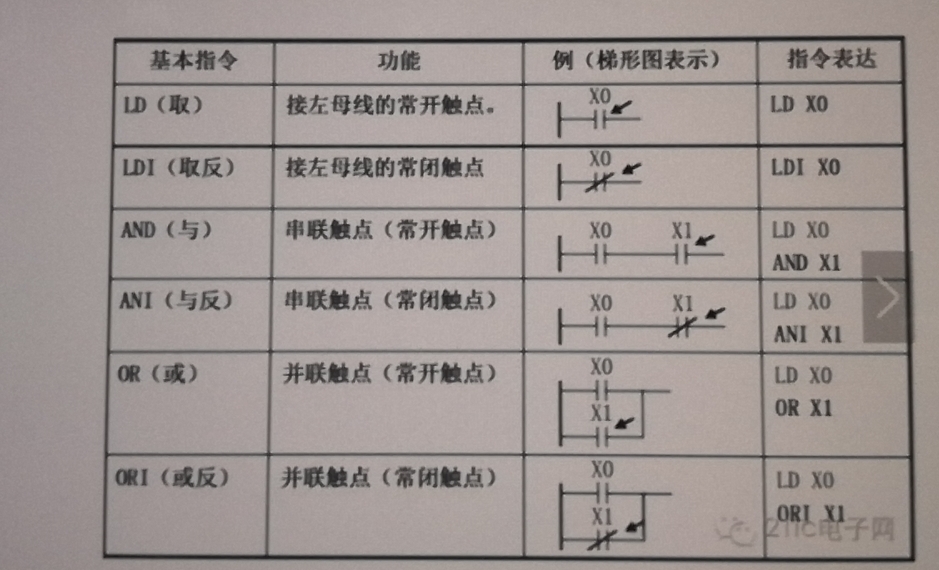 基本指令 功能 例（梯形图表示） 指令表达
LD（取） 接左母线的常开触点。 X0 LD X0
LDI（取反） 接左母线的常闭触点 X0 LDI X0
AND（与） 串联触点（常开触点） X0 X1 LD X0
AND X1
ANI（与反） 串联触点（常闭触点） X0 X1 LD X0
ANI X1
OR（或） 并联触点（常开触点） X0 LD X0
X1 OR X1
ORI（或反） 并联触点（常闭触点） X0 LD X0
X1 ORI X1
21ic电子网